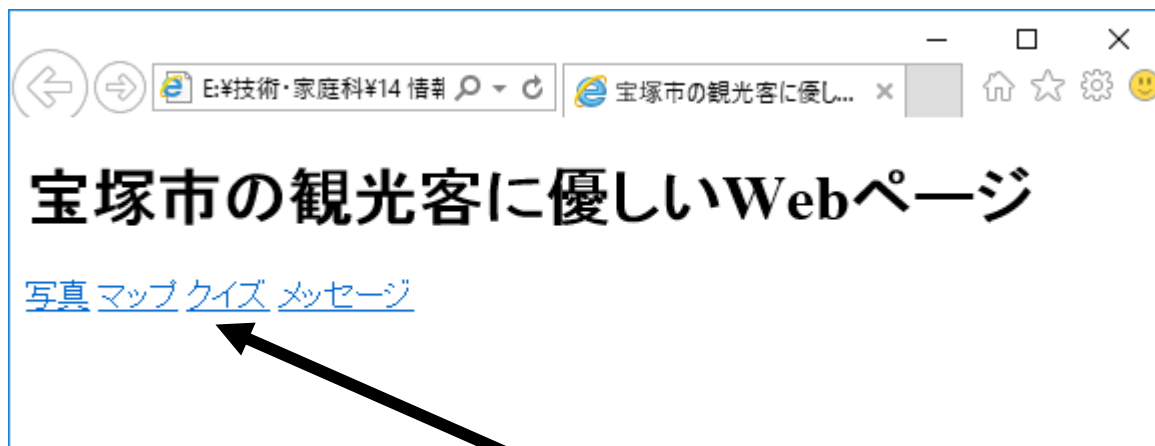 E:¥技術・家庭科¥14 情報
宝塚市の観光客に優し...
宝塚市の観光客に優しいWebページ
写真 マップ クイズ メッセージ